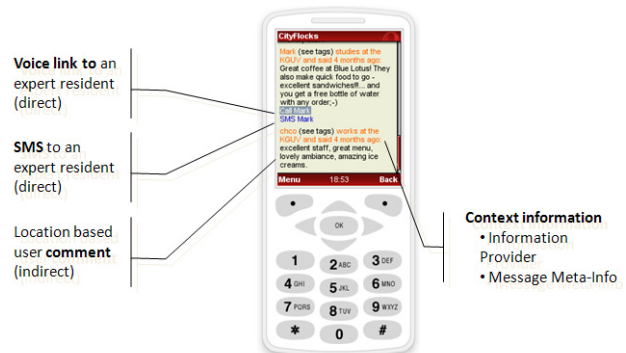 Voice link to an
expert resident
(direct)
SMS to an
expert resident
(direct)
Location based
user comment
(indirect)
CityFlocks
Mark (see tags) studies at the
KGUV and said 4 months ago:
Great coffee at Blue Lotus! They
also make quick food to go -
excellent sandwiches!!!... and
you get a free bottle of water
with any order;-)
Call Mark
SMS Mark
chco (see tags) works at the
KGUV and said 4 months ago:
excellent staff, great menu,
lovely ambiance, amazing ice
creams.
Menu 18:53 Back
OK
1 2 ABC 3 DEF
4 GHI 5 JKL 6 MNO
7 PQRS 8 TUV 9 WXYZ
* 0 #
Context information
• Information
Provider
• Message Meta-Info